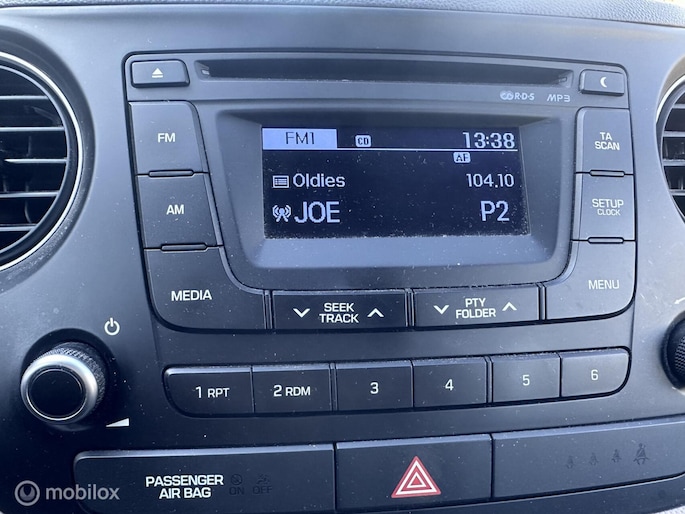 R·D·S MP3
FM
FM1 CD 13:38
TA
SCAN
AF
Oldies 104.10
AM
JOE P2
SETUP
CLOCK
MEDIA
MENU
SEEK
TRACK
PTY
FOLDER
1 RPT 2 RDM 3 4 5 6
PASSENGER
AIR BAG
ON OFF
mobilox